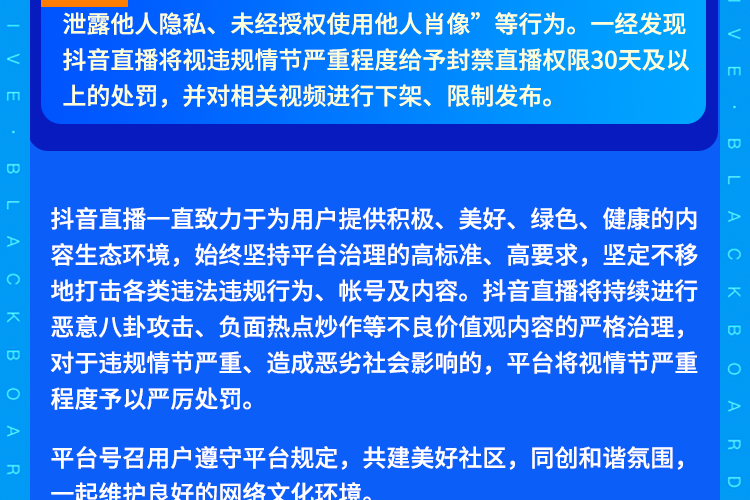 泄露他人隐私、未经授权使用他人肖像”等行为。一经发现
抖音直播将视违规情节严重程度给予封禁直播权限30天及以
上的处罚，并对相关视频进行下架、限制发布。
抖音直播一直致力于为用户提供积极、美好、绿色、健康的内
容生态环境，始终坚持平台治理的高标准、高要求，坚定不移
地打击各类违法违规行为、帐号及内容。抖音直播将持续进行
恶意八卦攻击、负面热点炒作等不良价值观内容的严格治理，
对于违规情节严重、造成恶劣社会影响的，平台将视情节严重
程度予以严厉处罚。
平台号召用户遵守平台规定，共建美好社区，同创和谐氛围，
一起维护良好的网络文化环境。
IVE·BLACKBOAR
IVE·BLACKBOARD